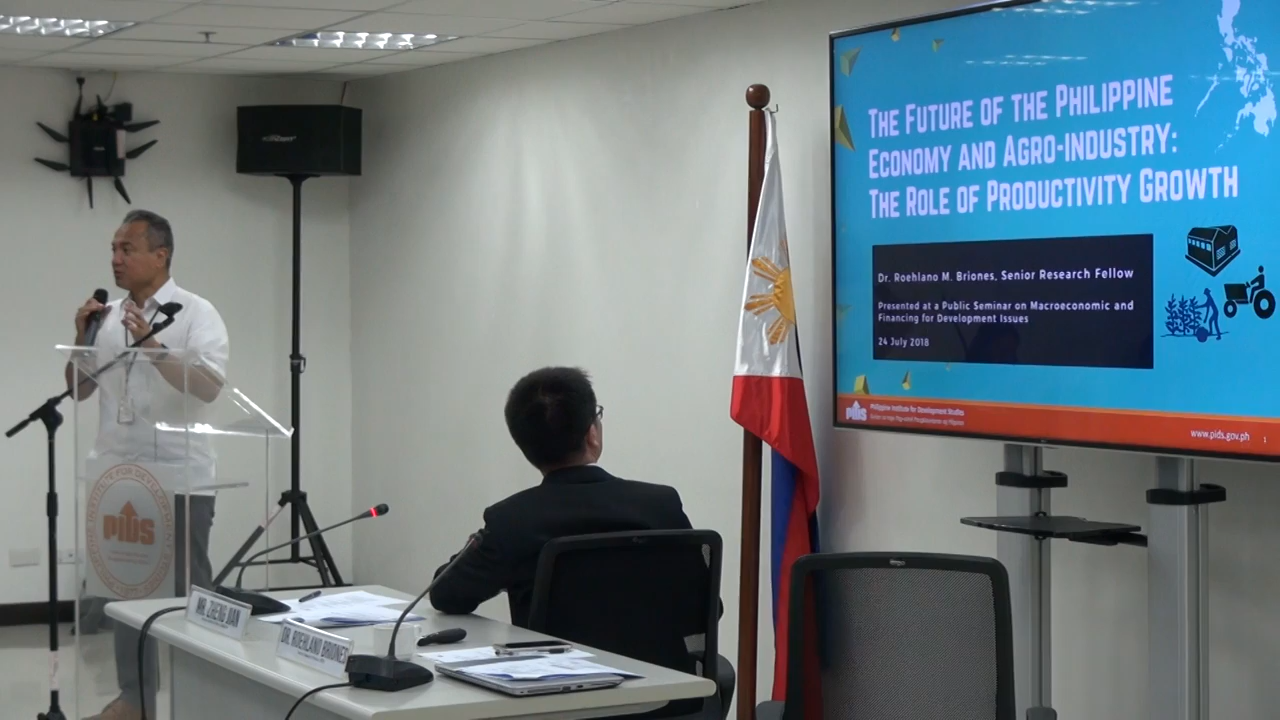 THE FUTURE OF THE PHILIPPINE
ECONOMY AND AGRO-INDUSTRY:
THE ROLE OF PRODUCTIVITY GROWTH
Dr. Roehlano M. Briones, Senior Research Fellow
Presented at a Public Seminar on Macroeconomic and
Financing for Development Issues
24 July 2018
PIDS
Philippine Institute for Development Studies
www.pids.gov.ph
1
PIDS
MR. ZHENG DAN
DR. ROEHLANO BRIONES